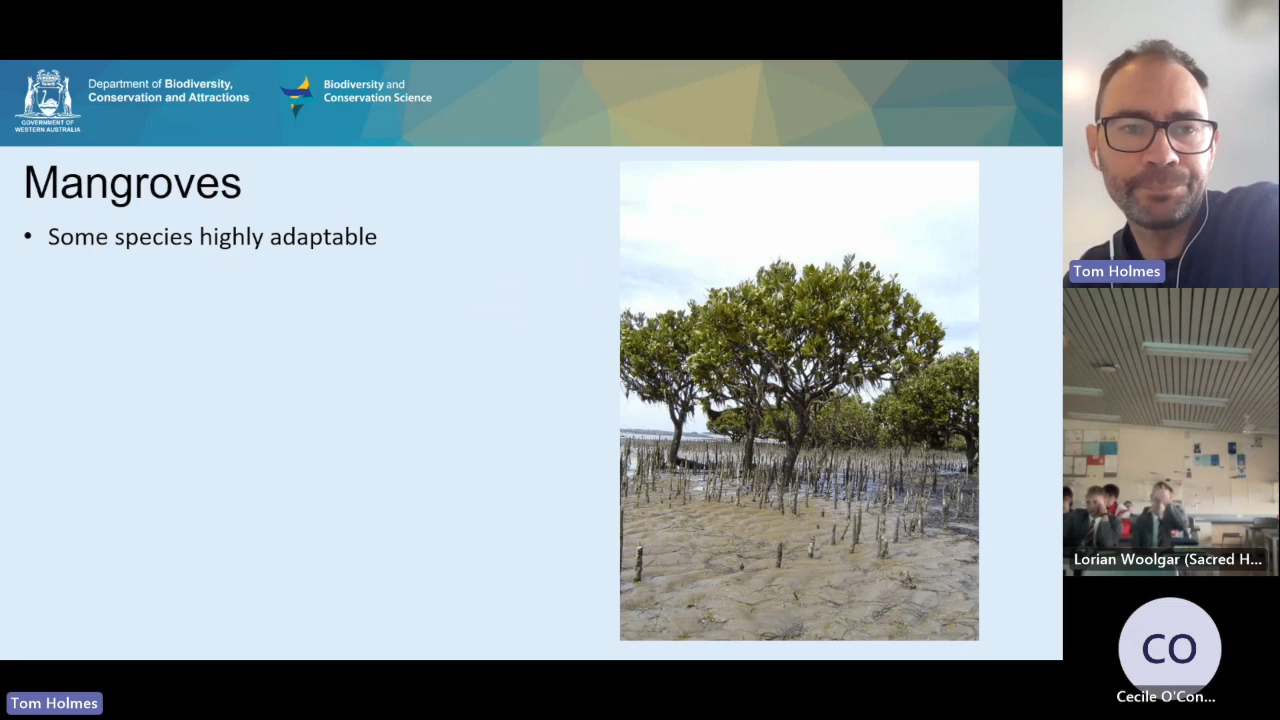 Department of Biodiversity,
Conservation and Attractions
GOVERNMENT OF
WESTERN AUSTRALIA
Biodiversity and
Conservation Science
Mangroves
• Some species highly adaptable
Tom Holmes
Lorian Woolgar (Sacred H...
CO
Cecile O'Con...
Tom Holmes